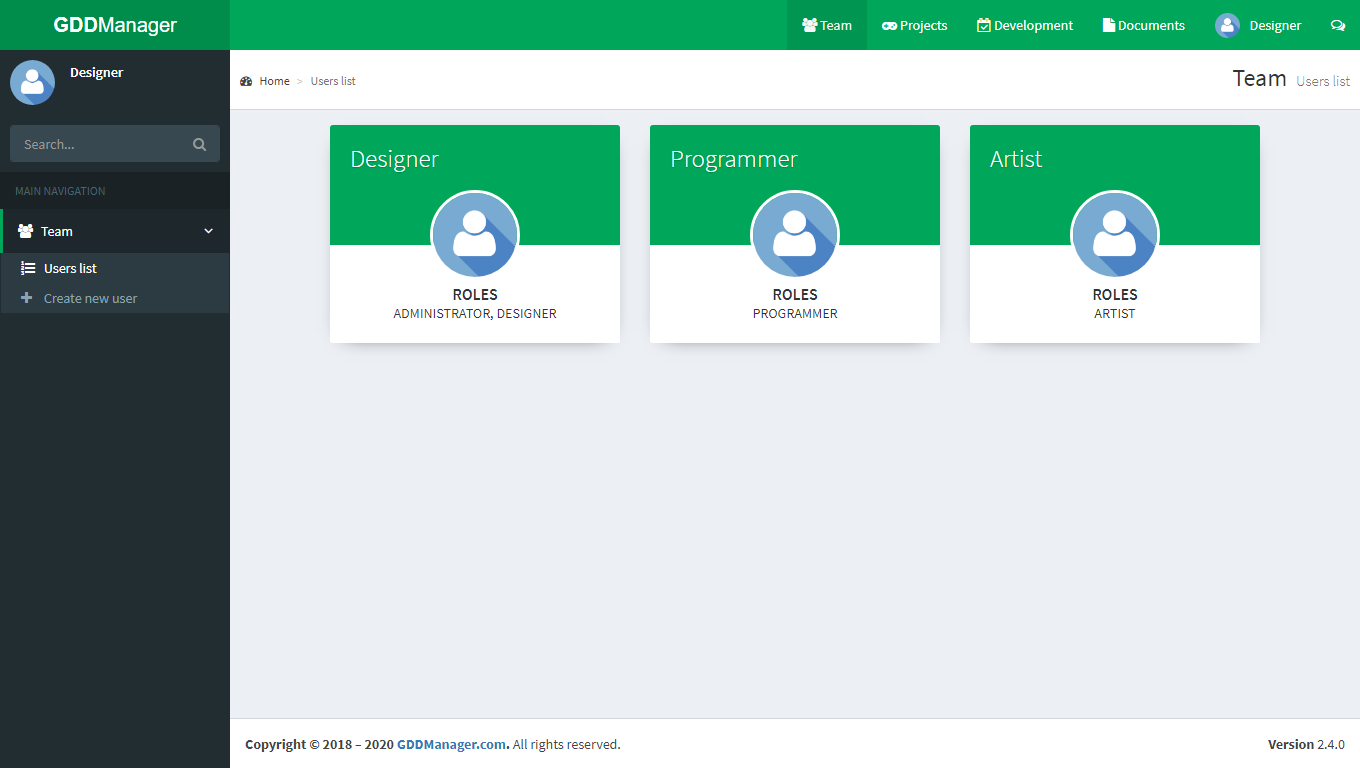 GDDManager
Team
Projects
Development
Documents
Designer
Designer
Search...
MAIN NAVIGATION
Team
Users list
Create new user
Home > Users list
Team Users list
Designer
ROLES
ADMINISTRATOR, DESIGNER
Programmer
ROLES
PROGRAMMER
Artist
ROLES
ARTIST
Copyright © 2018 – 2020 GDDManager.com. All rights reserved.
Version 2.4.0